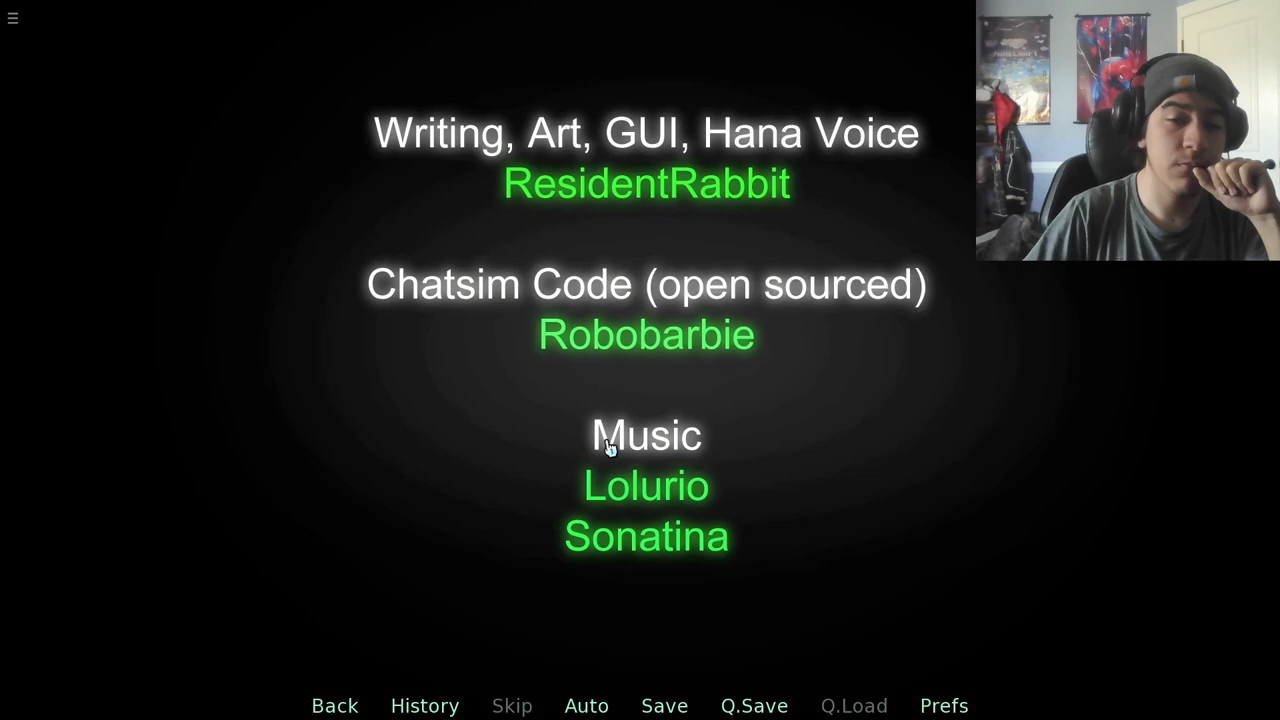 Writing, Art, GUI, Hana Voice
ResidentRabbit
Chatsim Code (open sourced)
Robobarbie
Music
Lolurio
Sonatina
Back History Skip Auto Save Q.Save Q.Load Prefs